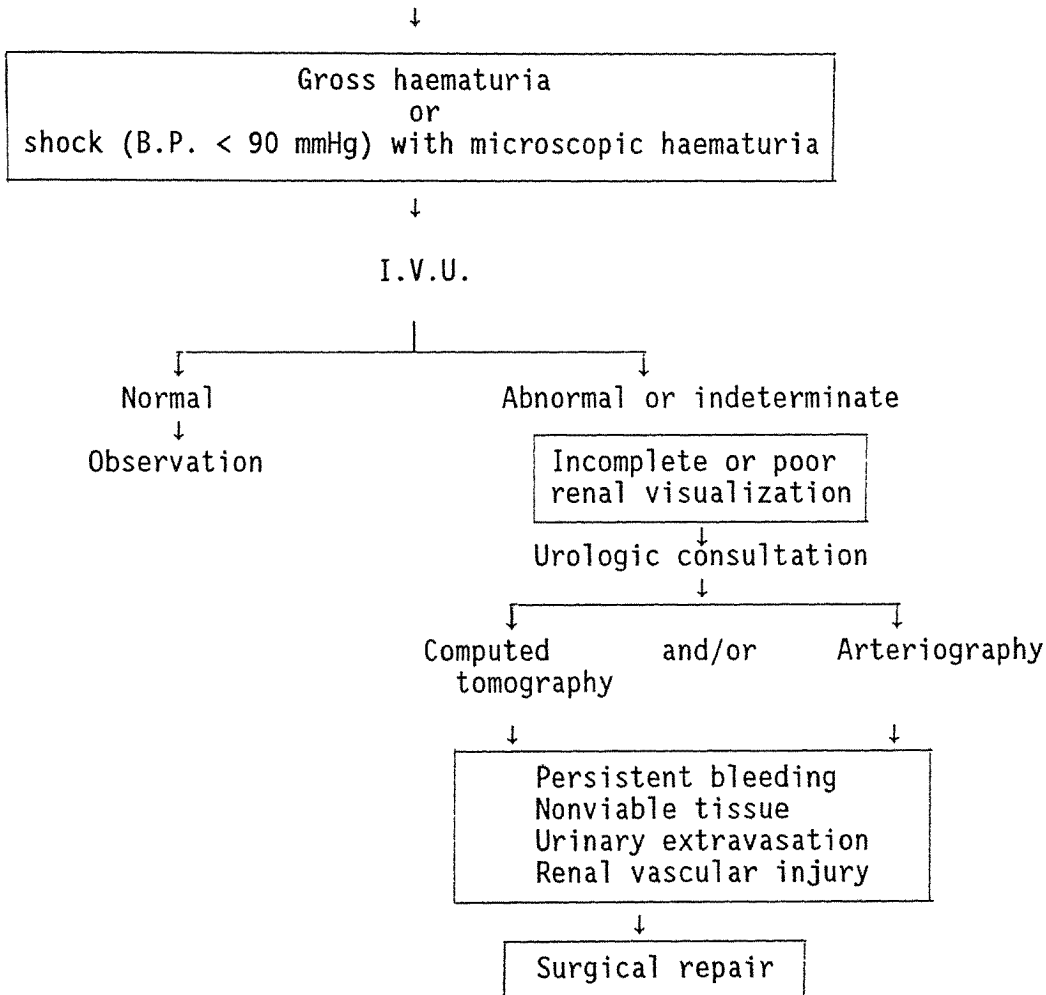 Gross haematuria
or
shock (B.P. < 90 mmHg) with microscopic haematuria
I.V.U.
Normal
Abnormal or indeterminate
Observation
Incomplete or poor
renal visualization
Urologic consultation
Computed and/or Arteriography
tomography
Persistent bleeding
Nonviable tissue
Urinary extravasation
Renal vascular injury
Surgical repair